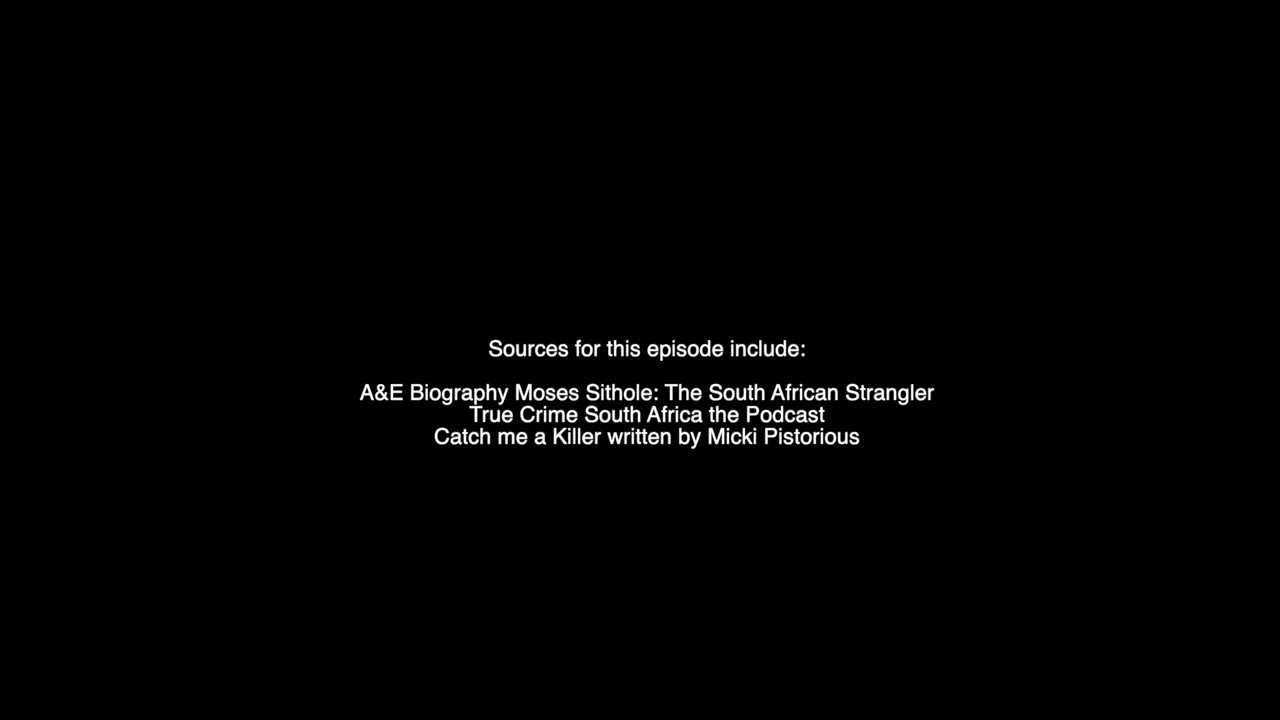 Sources for this episode include:
A&E Biography Moses Sithole: The South African Strangler
True Crime South Africa the Podcast
Catch me a Killer written by Micki Pistorious